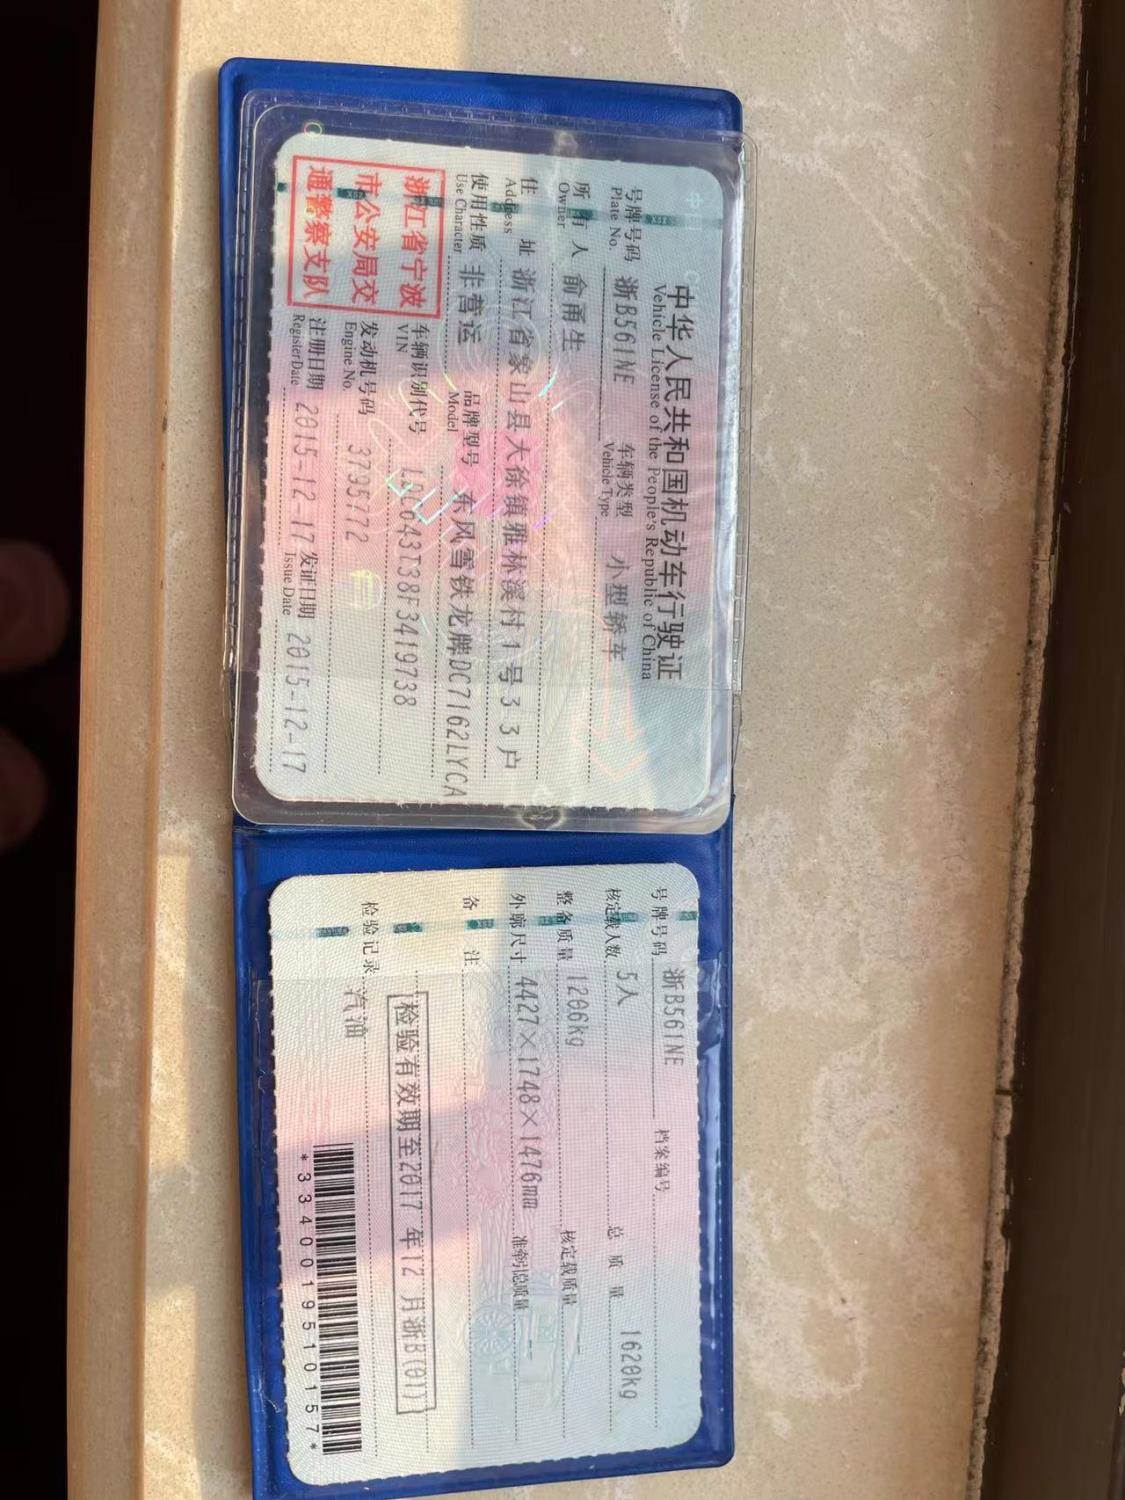 中华人民共和国机动车行驶证
Vehicle License of the People's Republic of China
号牌号码 浙B561NE 车辆类型 小型轿车
Plate No. Vehicle Type
所有人 俞甬生
Owner
住址 浙江省象山县大徐镇雅林溪村1号33户
Address
使用性质 非营运 品牌型号 东风雪铁龙牌DC7162LYCA
Use Character Model
浙江省宁波
市公安局交
通警察支队
车辆识别代号 LDC643T38F3419738
VIN
发动机号码 3795772
Engine No.
注册日期 2015-12-17 发证日期 2015-12-17
Register Date Issue Date
号牌号码 浙B561NE 档案编号
核定载人数 5人 总质量 1620kg
整备质量 1206kg 核定载质量 --
外廓尺寸 4427×1748×1476mm 准牵引总质量 --
备注
检验有效期至2017年12月浙B(01)
检验记录 汽油
*3340019510157*